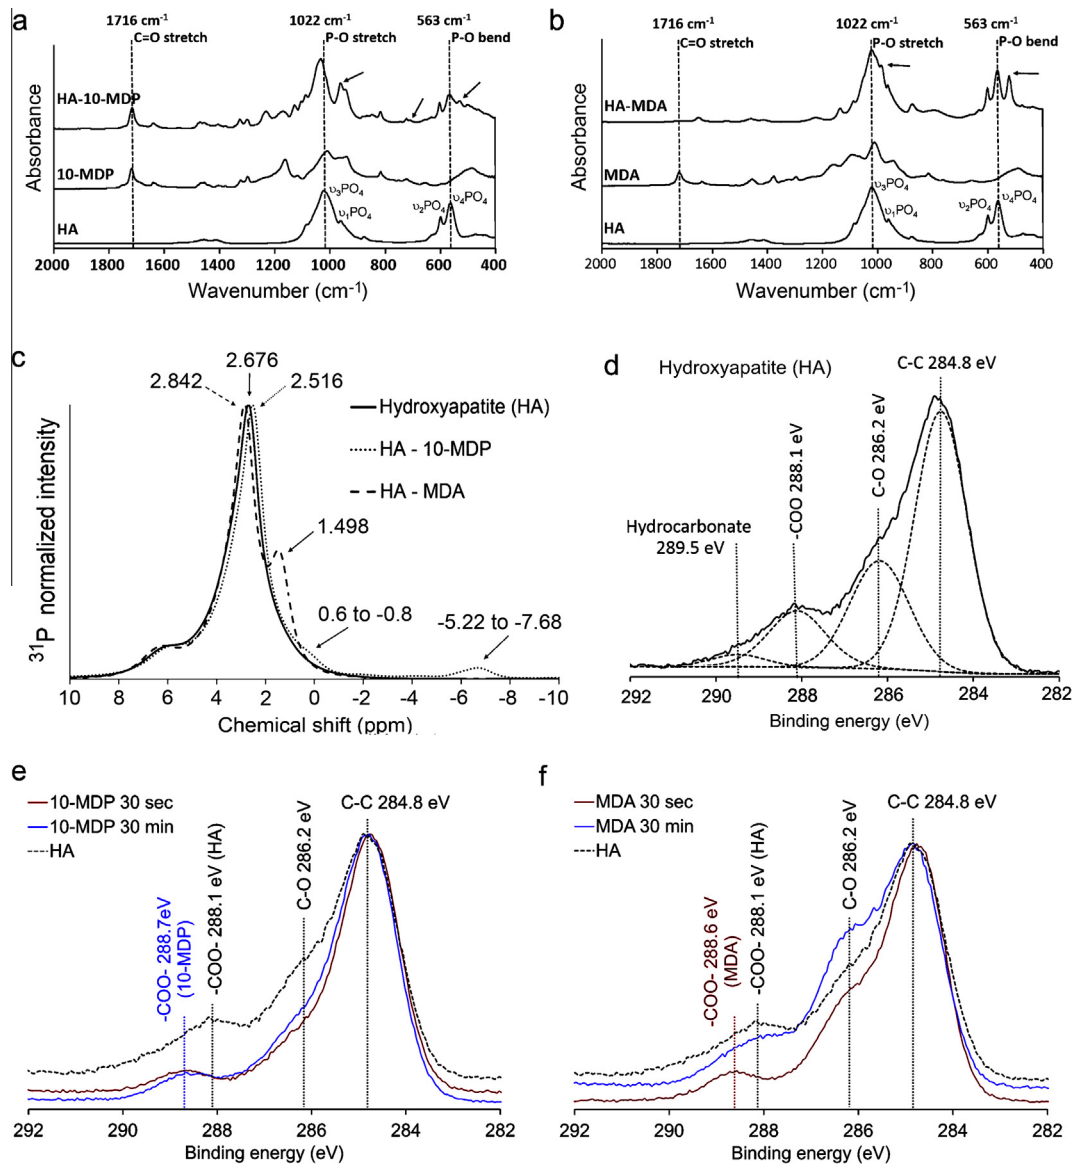 a
1716 cm-1
C=O stretch
1022 cm-1
P-O stretch
563 cm-1
P-O bend
Absorbance
HA-10-MDP
10-MDP
HA
υ3PO4
υ1PO4
υ2PO4
υ4PO4
2000 1800 1600 1400 1200 1000 800 600 400
Wavenumber (cm-1)
b
1716 cm-1
C=O stretch
1022 cm-1
P-O stretch
563 cm-1
P-O bend
Absorbance
HA-MDA
MDA
HA
υ3PO4
υ1PO4
υ2PO4
υ4PO4
2000 1800 1600 1400 1200 1000 800 600 400
Wavenumber (cm-1)
c
2.676
2.842
2.516
Hydroxyapatite (HA)
HA - 10-MDP
HA - MDA
1.498
0.6 to -0.8
-5.22 to -7.68
31P normalized intensity
10 8 6 4 2 0 -2 -4 -6 -8 -10
Chemical shift (ppm)
d
Hydroxyapatite (HA)
C-C 284.8 eV
C-O 286.2 eV
-COO 288.1 eV
Hydrocarbonate
289.5 eV
292 290 288 286 284 282
Binding energy (eV)
e
10-MDP 30 sec
10-MDP 30 min
HA
C-C 284.8 eV
C-O 286.2 eV
-COO- 288.1 eV (HA)
-COO- 288.7eV
(10-MDP)
292 290 288 286 284 282
Binding energy (eV)
f
MDA 30 sec
MDA 30 min
HA
C-C 284.8 eV
C-O 286.2 eV
-COO- 288.1 eV (HA)
-COO- 288.6 eV
(MDA)
292 290 288 286 284 282
Binding energy (eV)